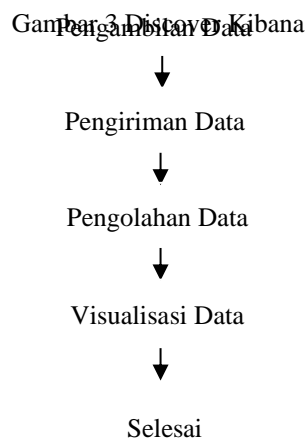 Gambar 3 Discover Kibana
Pengambilan Data
Pengiriman Data
Pengolahan Data
Visualisasi Data
Selesai